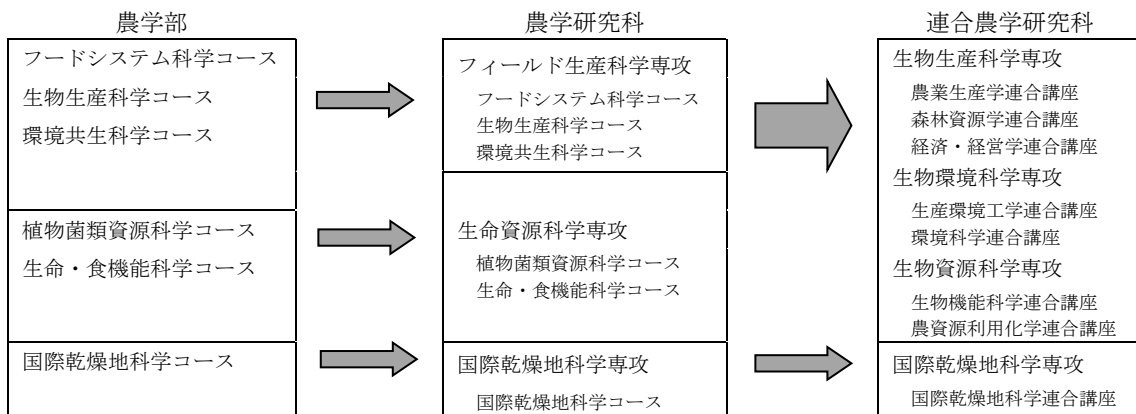 農学部
フードシステム科学コース
生物生産科学コース
環境共生科学コース
植物菌類資源科学コース
生命・食機能科学コース
国際乾燥地科学コース
農学研究科
フィールド生産科学専攻
フードシステム科学コース
生物生産科学コース
環境共生科学コース
生命資源科学専攻
植物菌類資源科学コース
生命・食機能科学コース
国際乾燥地科学専攻
国際乾燥地科学コース
連合農学研究科
生物生産科学専攻
農業生産学連合講座
森林資源学連合講座
経済・経営学連合講座
生物環境科学専攻
生産環境工学連合講座
環境科学連合講座
生物資源科学専攻
生物機能科学連合講座
農資源利用化学連合講座
国際乾燥地科学専攻
国際乾燥地科学連合講座